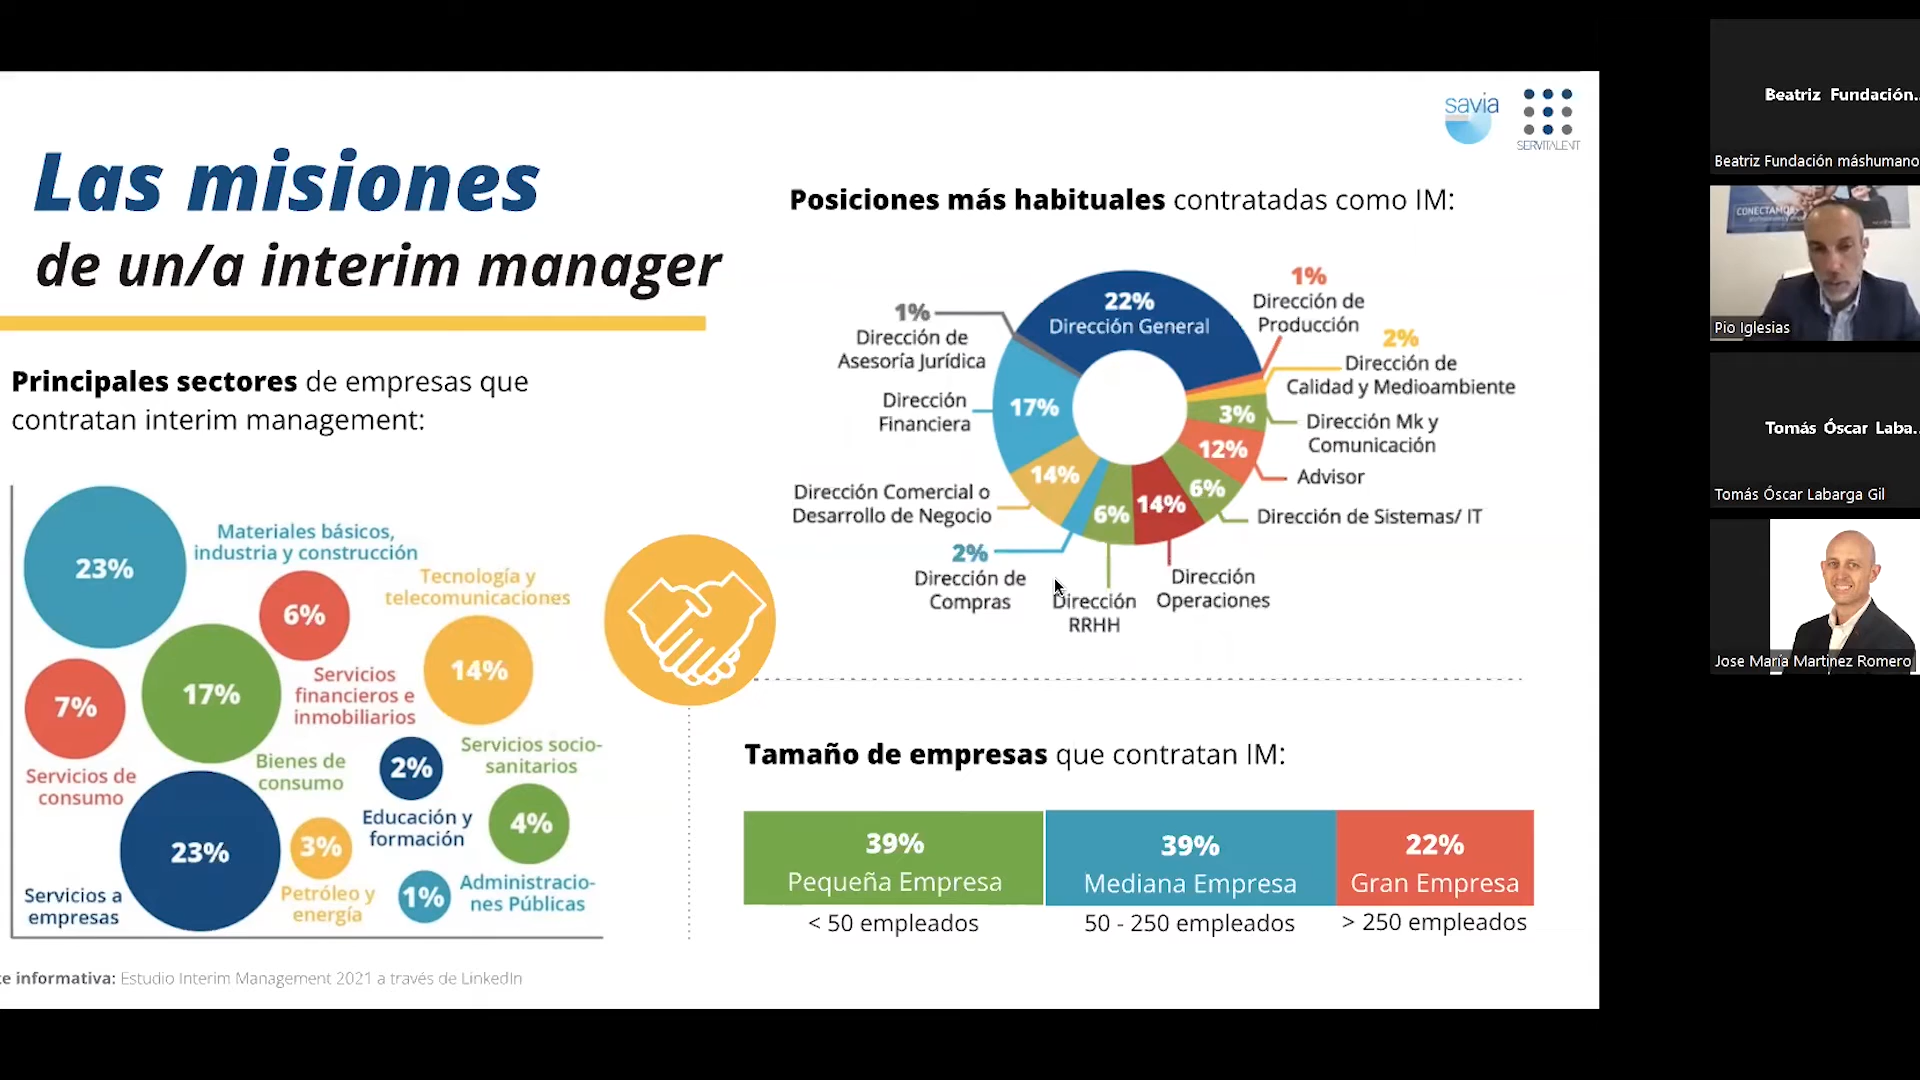 savia
SERVITALENT
Las misiones
de un/a interim manager
Principales sectores de empresas que
contratan interim management:
23%
Materiales básicos,
industria y construcción
6%
Servicios
financieros e
inmobiliarios
Tecnología y
telecomunicaciones
14%
7%
Servicios de
consumo
17%
Bienes de
consumo
2%
Educación y
formación
Servicios socio-
sanitarios
4%
23%
Servicios a
empresas
3%
Petróleo y
energía
1%
Administracio-
nes Públicas
informativa: Estudio Interim Management 2021 a través de LinkedIn
Posiciones más habituales contratadas como IM:
22%
Dirección General
1%
Dirección de
Producción
2%
Dirección de
Calidad y Medioambiente
3%
Dirección Mk y
Comunicación
12%
Advisor
6%
Dirección de Sistemas/ IT
14%
Dirección
Operaciones
6%
Dirección
RRHH
2%
Dirección de
Compras
14%
Dirección Comercial o
Desarrollo de Negocio
17%
Dirección
Financiera
1%
Dirección de
Asesoría Jurídica
Tamaño de empresas que contratan IM:
39%
Pequeña Empresa
< 50 empleados
39%
Mediana Empresa
50 - 250 empleados
22%
Gran Empresa
> 250 empleados
Beatriz Fundación...
Beatriz Fundación máshumano
CONECTAMOS
Pio Iglesias
Tomás Óscar Laba...
Tomás Óscar Labarga Gil
Jose María Martínez Romero